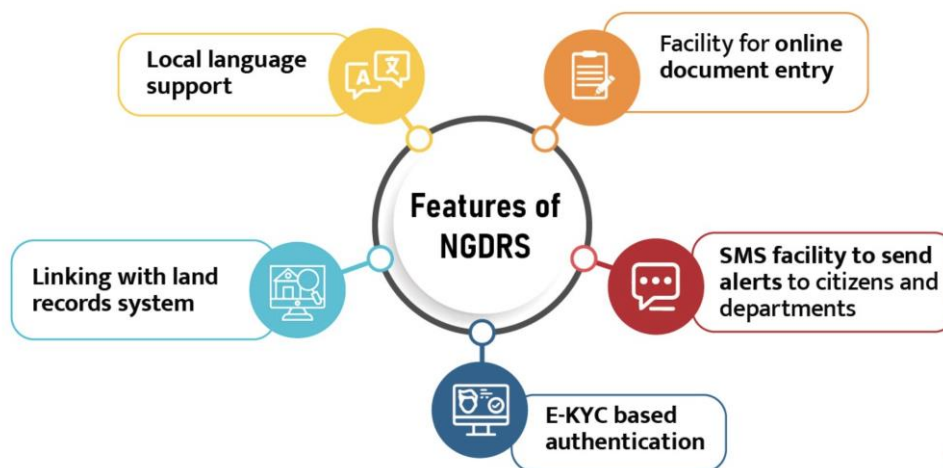 Local language
support
Facility for online
document entry
Features of
NGDRS
Linking with land
records system
SMS facility to send
alerts to citizens and
departments
E-KYC based
authentication
A
文